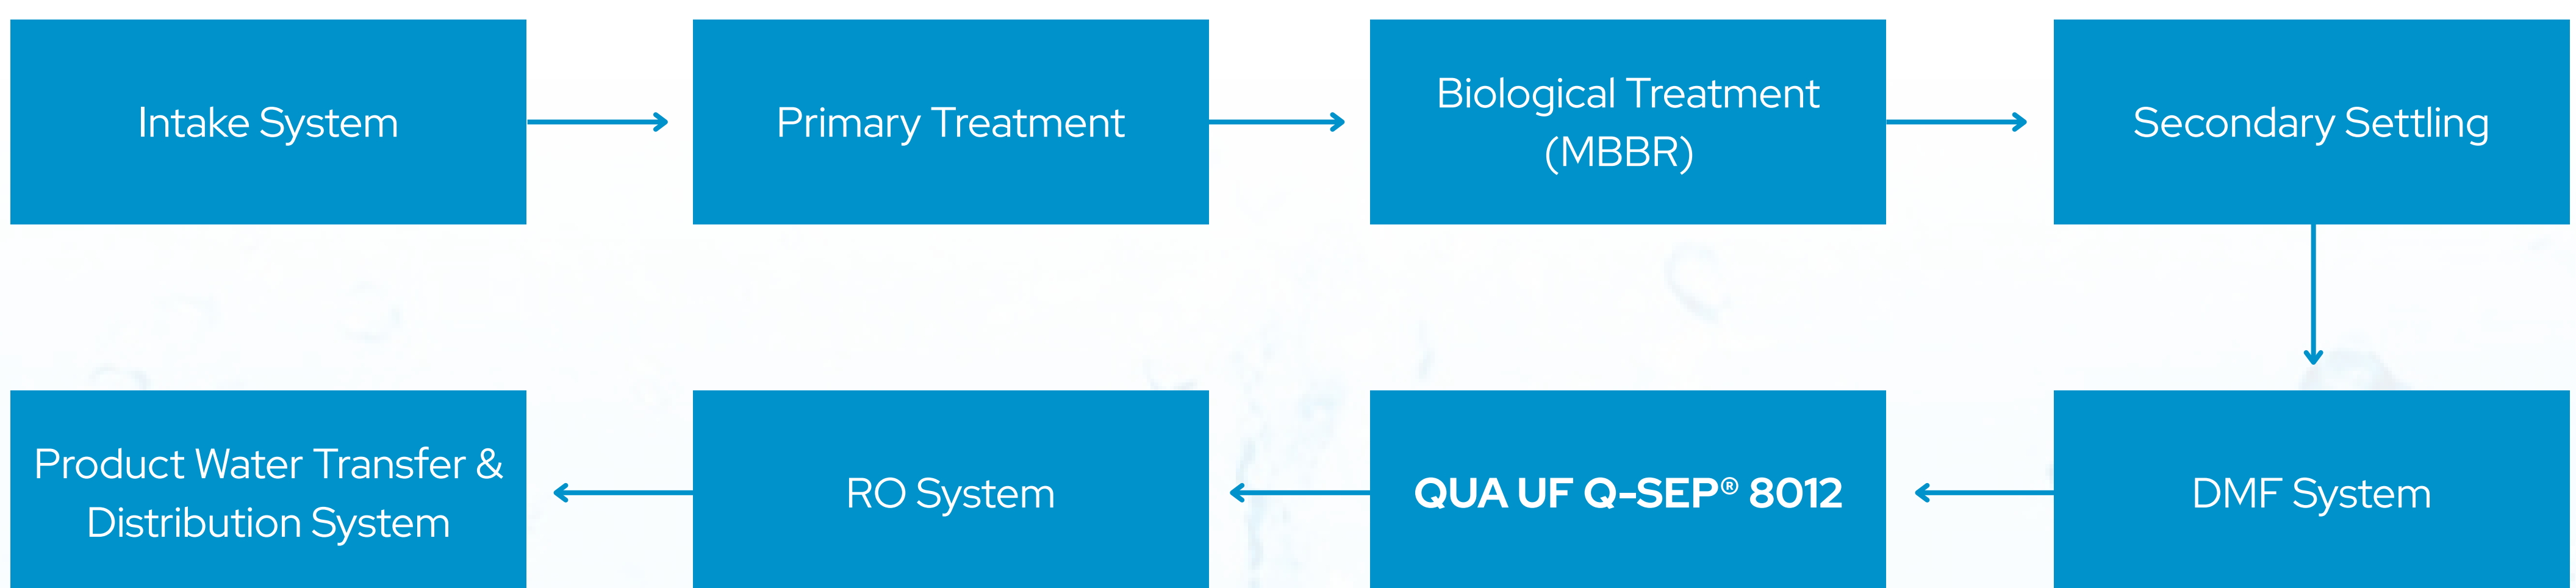 Intake System
Primary Treatment
Biological Treatment
(MBBR)
Secondary Settling
DMF System
QUA UF Q-SEP® 8012
RO System
Product Water Transfer &
Distribution System